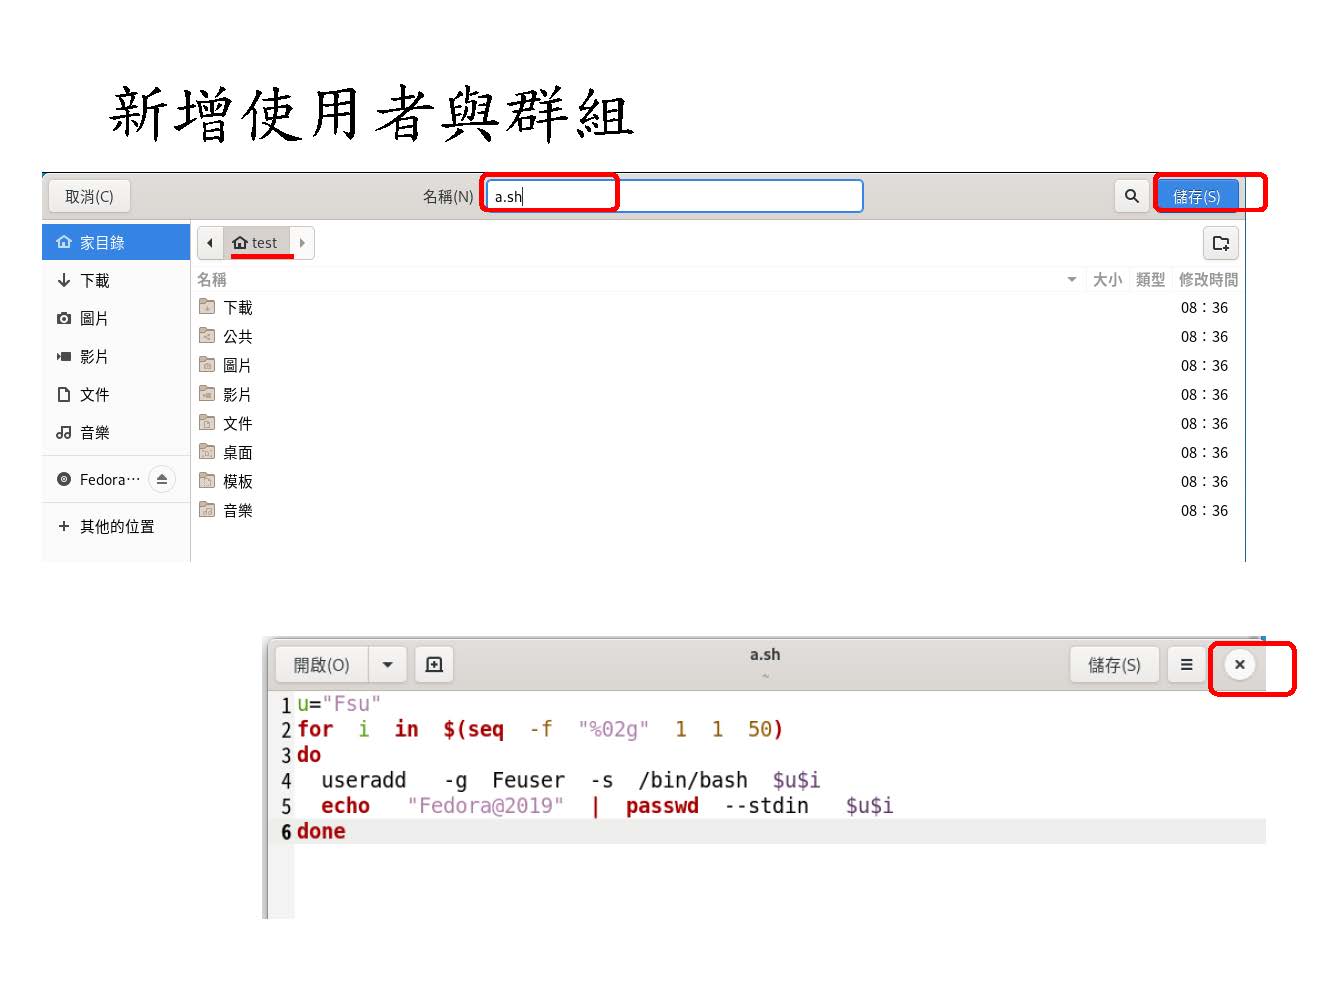 新增使用者與群組
取消(C) 名稱(N) a.sh 儲存(S)
家目錄 test
下載 名稱 大小 類型 修改時間
圖片 下載 08：36
影片 公共 08：36
文件 圖片 08：36
音樂 影片 08：36
Fedora… 文件 08：36
其他的位置 桌面 08：36
模板 08：36
音樂 08：36
開啟(O) a.sh 儲存(S)
~
1 u="Fsu"
2 for i in $(seq -f "%02g" 1 1 50)
3 do
4 useradd -g Feuser -s /bin/bash $u$i
5 echo "Fedora@2019" | passwd --stdin $u$i
6 done